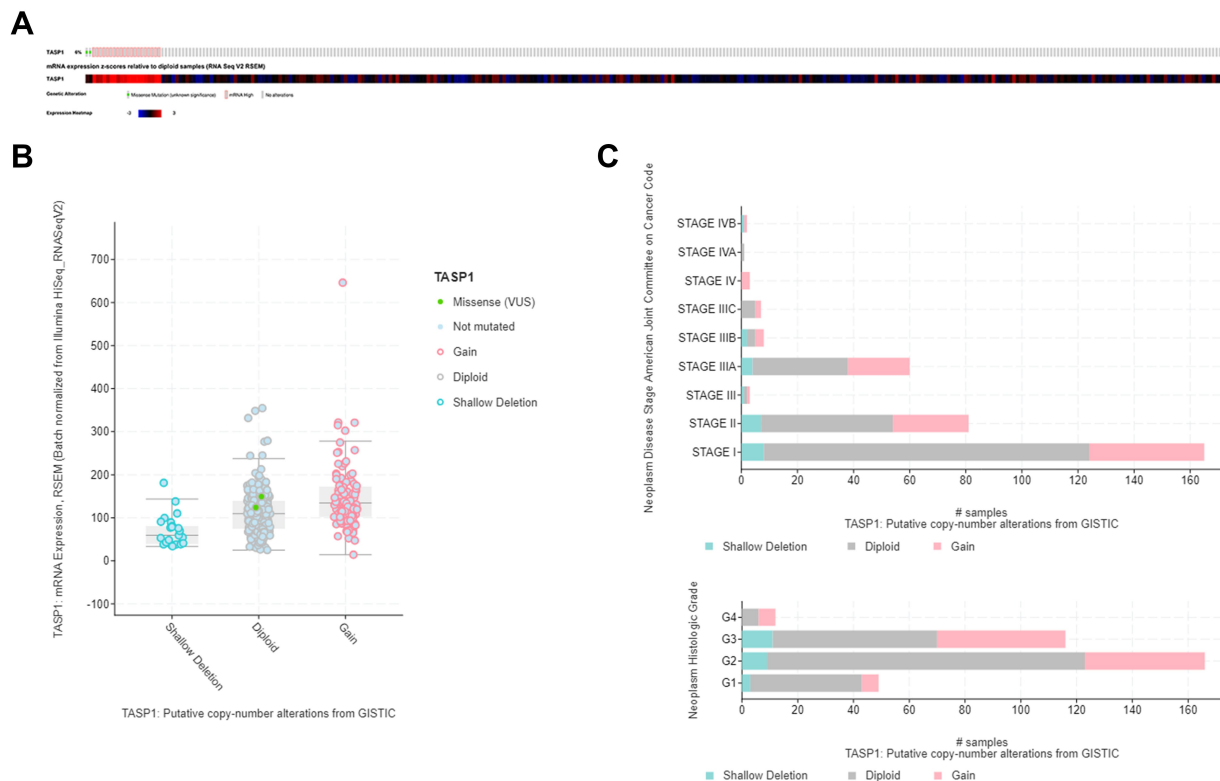 A
TASP1 6%
mRNA expression z-scores relative to diploid samples (RNA Seq V2 RSEM)
TASP1
Genetic Alteration Missense Mutation (unknown significance) mRNA High No alterations
Expression Heatmap -3 3
B
TASP1: mRNA Expression, RSEM (Batch normalized from Illumina HiSeq_RNASeqV2)
700
600
500
400
300
200
100
0
-100
Shallow Deletion
Diploid
Gain
TASP1: Putative copy-number alterations from GISTIC
TASP1
Missense (VUS)
Not mutated
Gain
Diploid
Shallow Deletion
C
Neoplasm Disease Stage American Joint Committee on Cancer Code
STAGE IVB
STAGE IVA
STAGE IV
STAGE IIIC
STAGE IIIB
STAGE IIIA
STAGE III
STAGE II
STAGE I
0 20 40 60 80 100 120 140 160
# samples
TASP1: Putative copy-number alterations from GISTIC
Shallow Deletion Diploid Gain
Neoplasm Histologic Grade
G4
G3
G2
G1
0 20 40 60 80 100 120 140 160
# samples
TASP1: Putative copy-number alterations from GISTIC
Shallow Deletion Diploid Gain